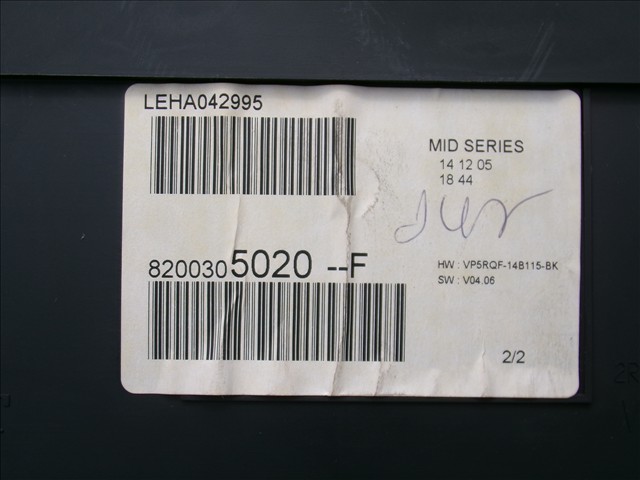 LEHA042995
MID SERIES
14 12 05
18 44
8200305020 --F
HW : VP5RQF-14B115-BK
SW : V04.06
2/2